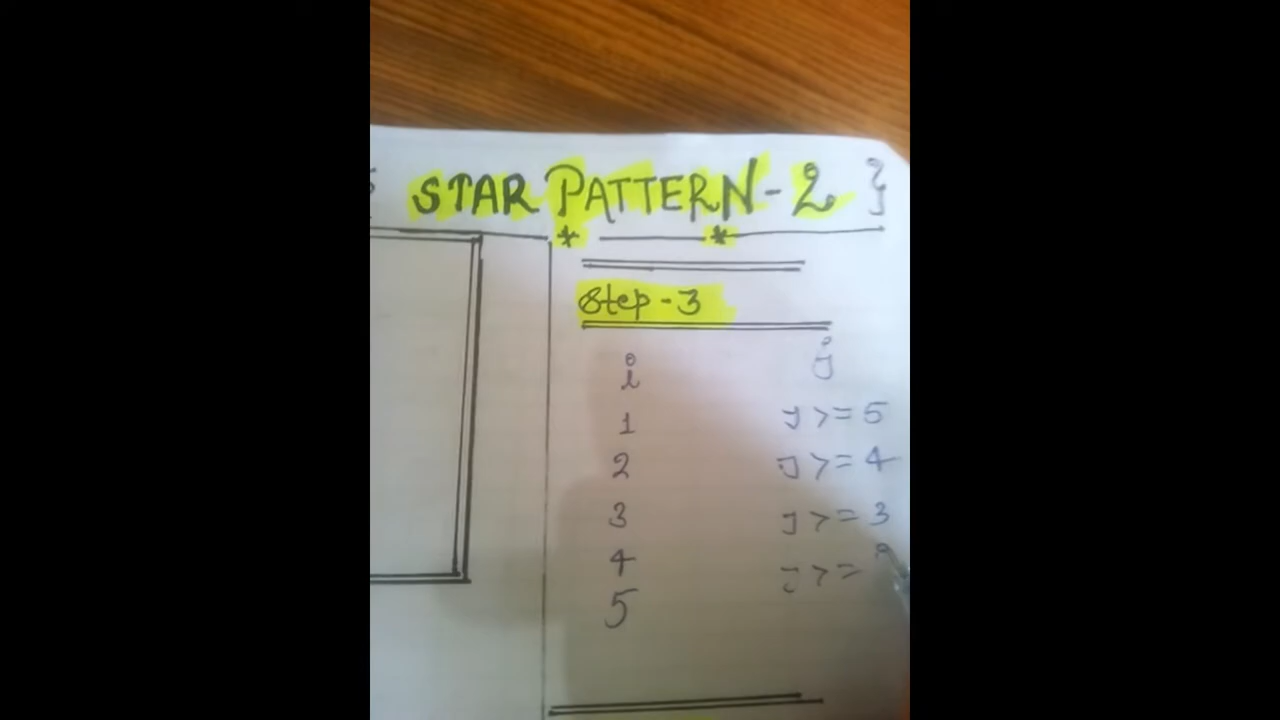 STAR PATTERN-2 }
* *
Step-3
i j
1 j >= 5
2 j >= 4
3 j >= 3
4 j >=
5